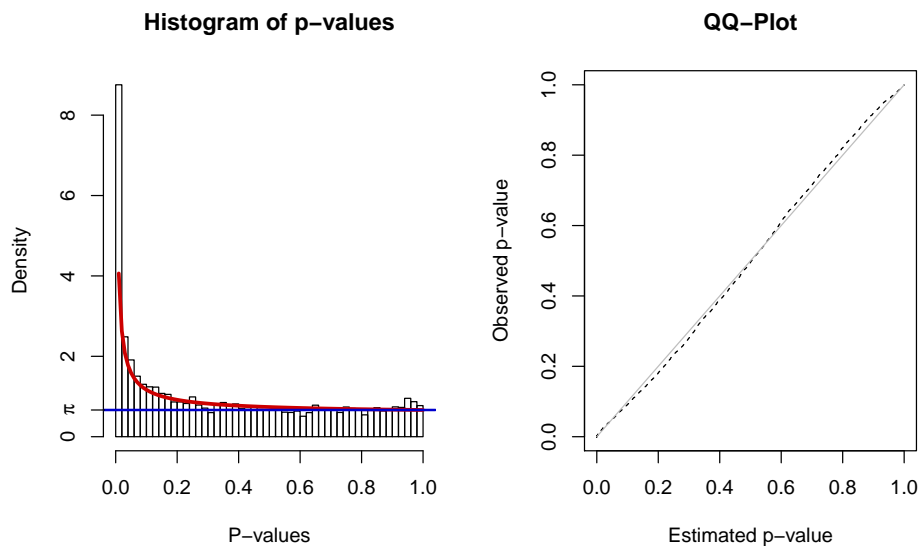 Histogram of p−values
Density
8
6
4
2
π
0
0.0 0.2 0.4 0.6 0.8 1.0
P−values
QQ−Plot
Observed p−value
1.0
0.8
0.6
0.4
0.2
0.0
0.0 0.2 0.4 0.6 0.8 1.0
Estimated p−value